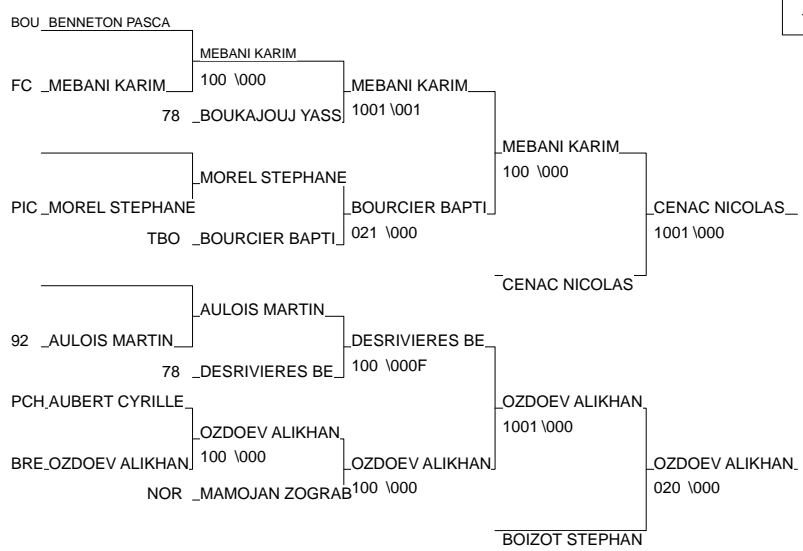 BOU BENNETON PASCA
MEBANI KARIM
100 \000
FC MEBANI KARIM
MEBANI KARIM
1001 \001
78 BOUKAJOUJ YASS
MEBANI KARIM
100 \000
MOREL STEPHANE
PIC MOREL STEPHANE
BOURCIER BAPTI
021 \000
CENAC NICOLAS
1001 \000
TBO BOURCIER BAPTI
CENAC NICOLAS
AULOIS MARTIN
92 AULOIS MARTIN
DESRIVIERES BE
100 \000F
78 DESRIVIERES BE
PCH AUBERT CYRILLE
OZDOEV ALIKHAN
1001 \000
OZDOEV ALIKHAN
100 \000
BRE OZDOEV ALIKHAN
OZDOEV ALIKHAN
100 \000
OZDOEV ALIKHAN
020 \000
NOR MAMOJAN ZOGRAB
BOIZOT STEPHAN